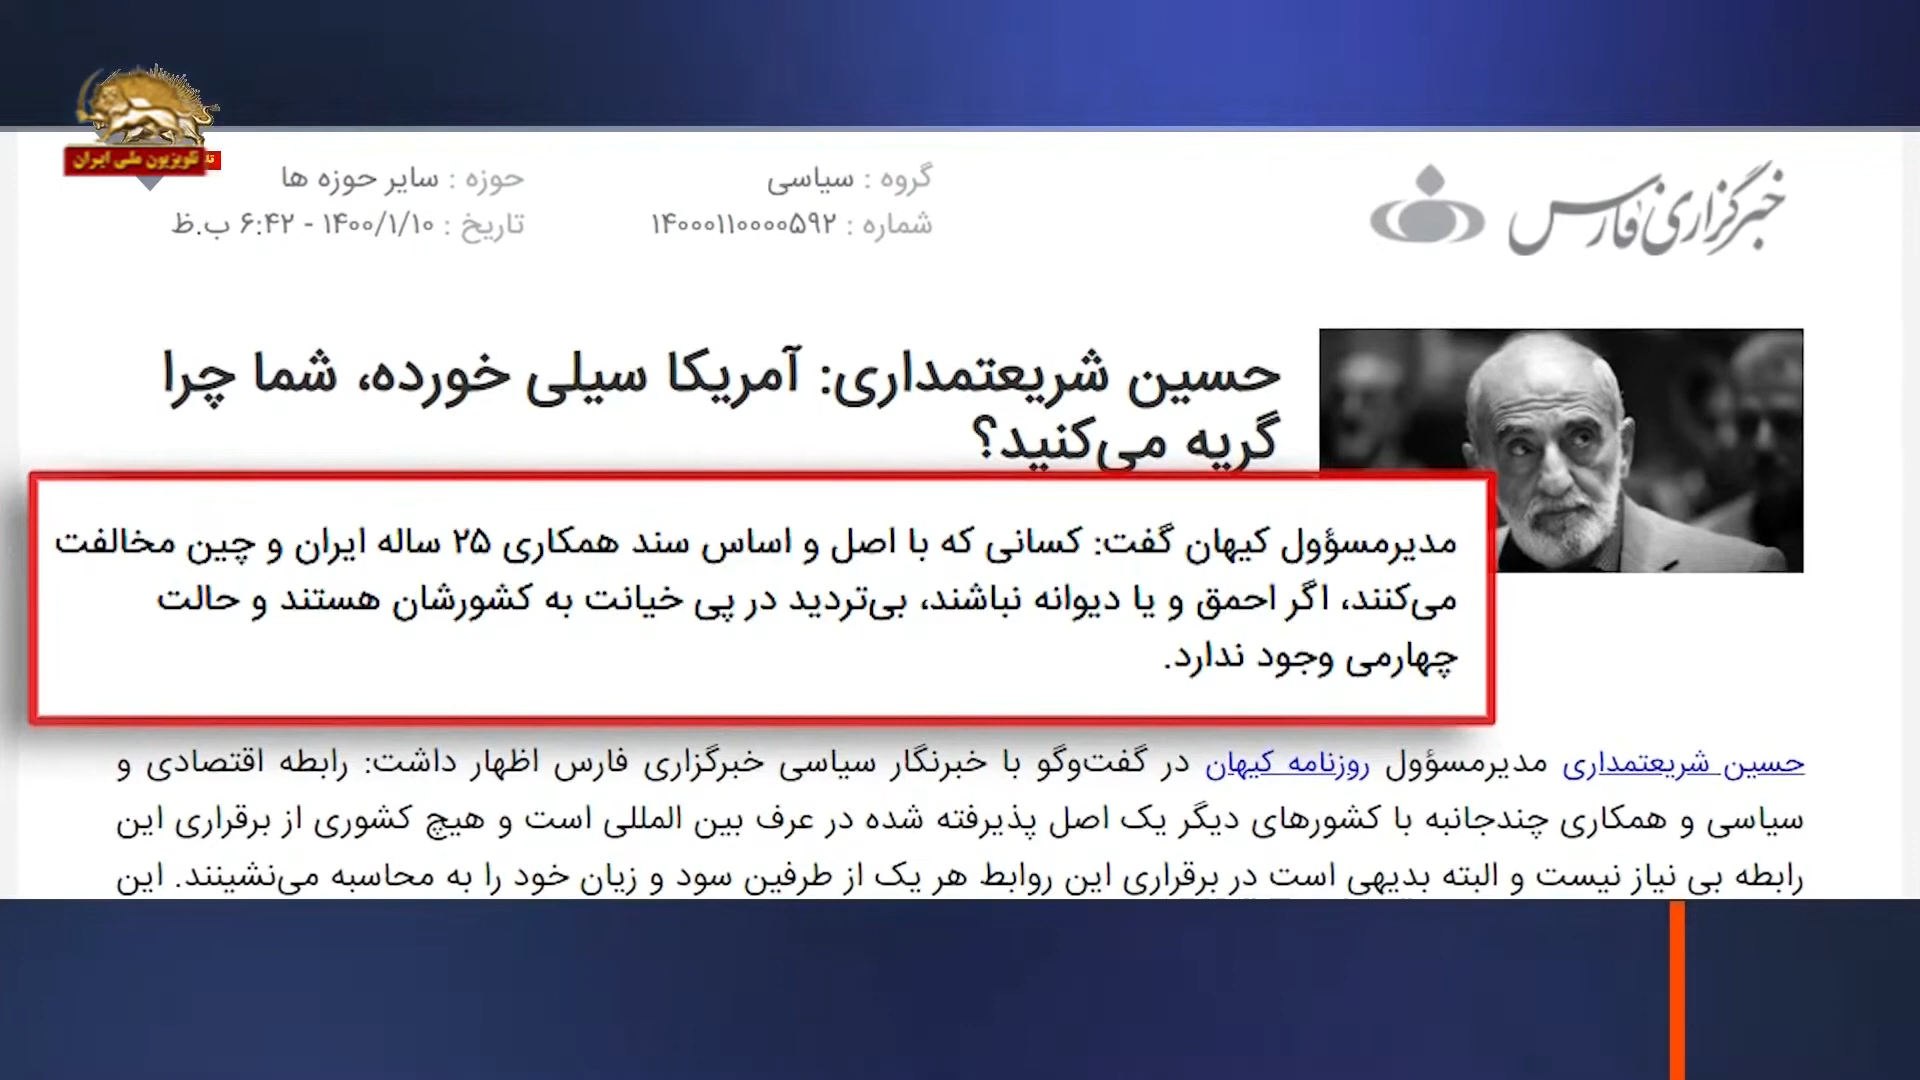 تلویزیون ملی ایران
خبرگزاری فارس
گروه : سیاسی
حوزه : سایر حوزه ها
شماره : ۱۴۰۰۰۱۱۰۰۰۰۵۹۲
تاریخ : ۱۴۰۰/۱/۱۰ - ۶:۴۲ ب.ظ
حسین شریعتمداری: آمریکا سیلی خورده، شما چرا
گریه می‌کنید؟
مدیرمسؤول کیهان گفت: کسانی که با اصل و اساس سند همکاری ۲۵ ساله ایران و چین مخالفت
می‌کنند، اگر احمق و یا دیوانه نباشند، بی‌تردید در پی خیانت به کشورشان هستند و حالت
چهارمی وجود ندارد.
حسین شریعتمداری مدیرمسؤول روزنامه کیهان در گفت‌وگو با خبرنگار سیاسی خبرگزاری فارس اظهار داشت: رابطه اقتصادی و
سیاسی و همکاری چندجانبه با کشورهای دیگر یک اصل پذیرفته شده در عرف بین المللی است و هیچ کشوری از برقراری این
رابطه بی نیاز نیست و البته بدیهی است در برقراری این روابط هر یک از طرفین سود و زیان خود را به محاسبه می‌نشینند. این